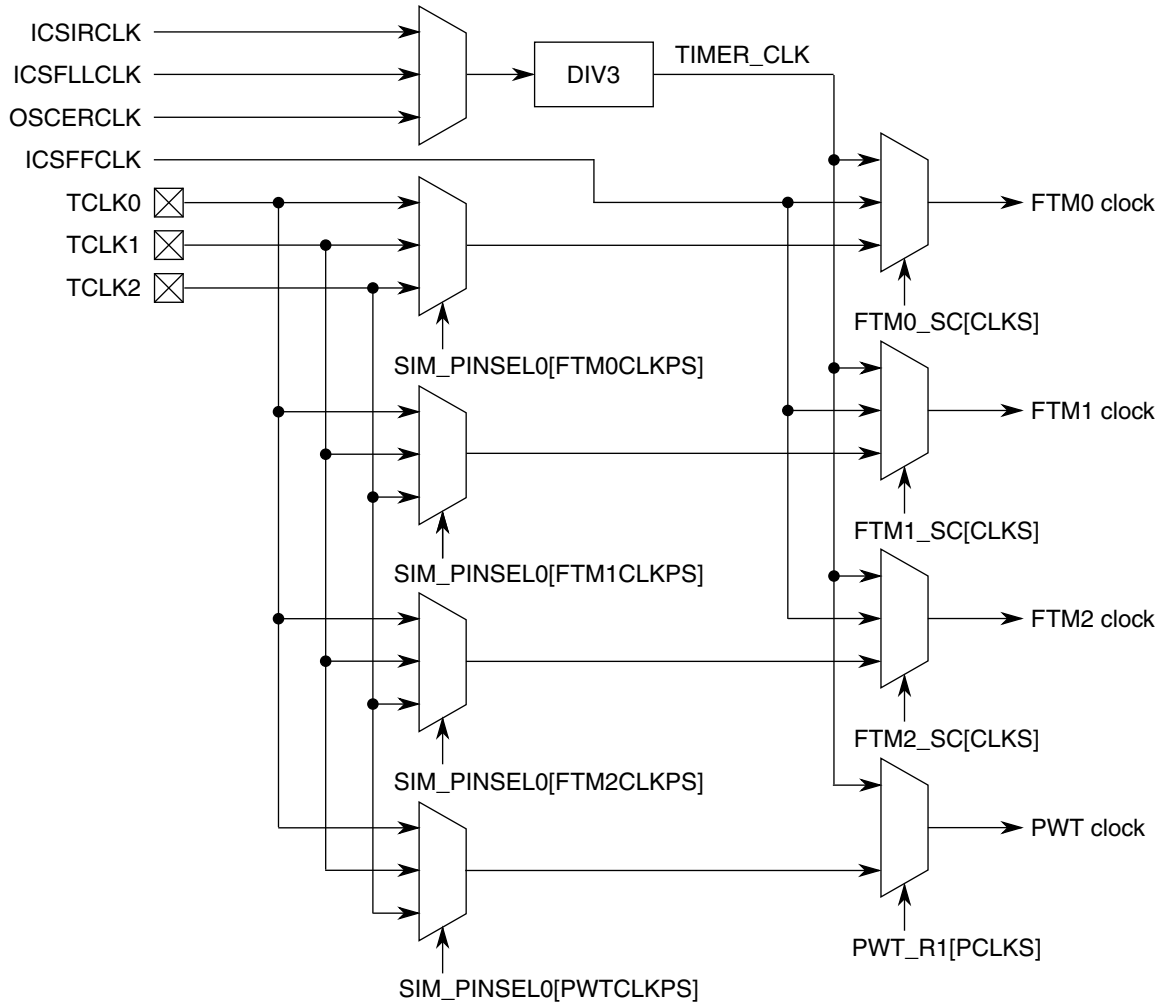 ICSIRCLK
ICSFLLCLK
OSCERCLK
ICSFFCLK
TCLK0
TCLK1
TCLK2
DIV3
TIMER_CLK
SIM_PINSEL0[FTM0CLKPS]
SIM_PINSEL0[FTM1CLKPS]
SIM_PINSEL0[FTM2CLKPS]
SIM_PINSEL0[PWTCLKPS]
FTM0 clock
FTM0_SC[CLKS]
FTM1 clock
FTM1_SC[CLKS]
FTM2 clock
FTM2_SC[CLKS]
PWT clock
PWT_R1[PCLKS]